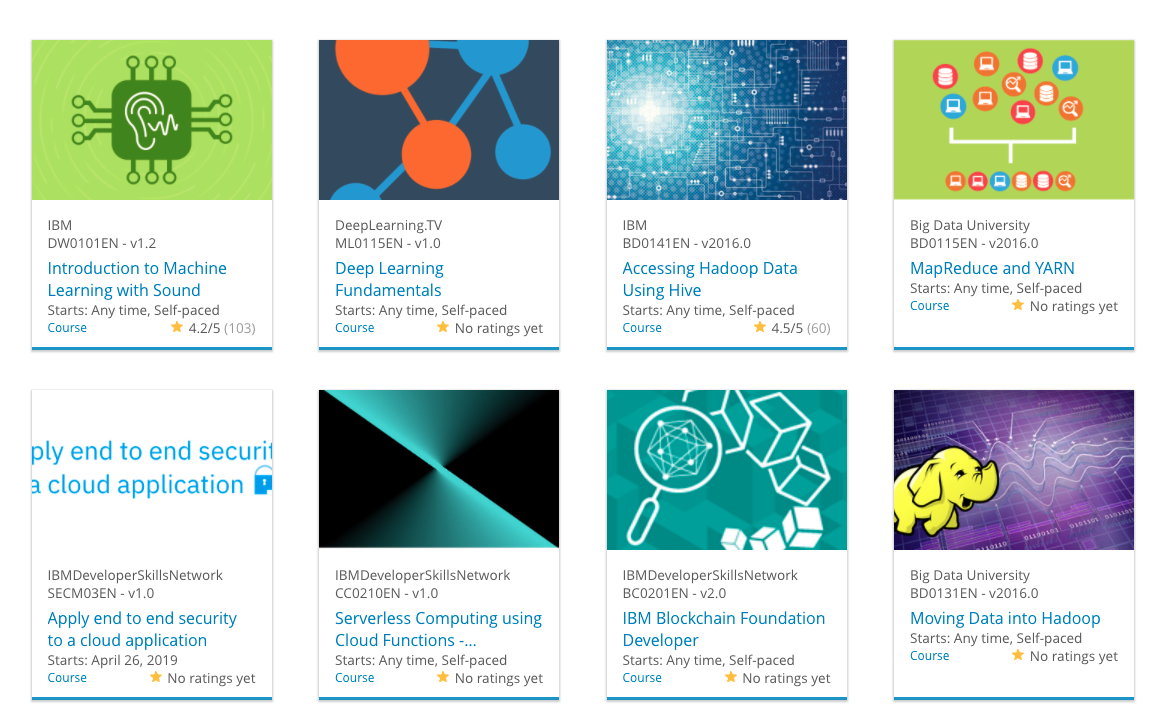 IBM
DW0101EN - v1.2
Introduction to Machine
Learning with Sound
Starts: Any time, Self-paced
Course
4.2/5 (103)
DeepLearning.TV
ML0115EN - v1.0
Deep Learning
Fundamentals
Starts: Any time, Self-paced
Course
No ratings yet
IBM
BD0141EN - v2016.0
Accessing Hadoop Data
Using Hive
Starts: Any time, Self-paced
Course
4.5/5 (60)
Big Data University
BD0115EN - v2016.0
MapReduce and YARN
Starts: Any time, Self-paced
Course
No ratings yet
ply end to end securit
a cloud application
IBMDeveloperSkillsNetwork
SECM03EN - v1.0
Apply end to end security
to a cloud application
Starts: April 26, 2019
Course
No ratings yet
IBMDeveloperSkillsNetwork
CC0210EN - v1.0
Serverless Computing using
Cloud Functions -...
Starts: Any time, Self-paced
Course
No ratings yet
IBMDeveloperSkillsNetwork
BC0201EN - v2.0
IBM Blockchain Foundation
Developer
Starts: Any time, Self-paced
Course
No ratings yet
Big Data University
BD0131EN - v2016.0
Moving Data into Hadoop
Starts: Any time, Self-paced
Course
No ratings yet